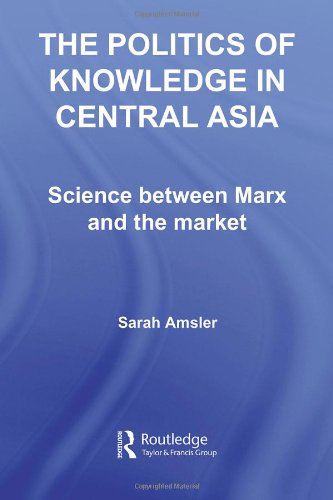 THE POLITICS OF
KNOWLEDGE IN
CENTRAL ASIA
Science between Marx
and the market
Sarah Amsler
ROUTLEDGE
Routledge
Taylor & Francis Group